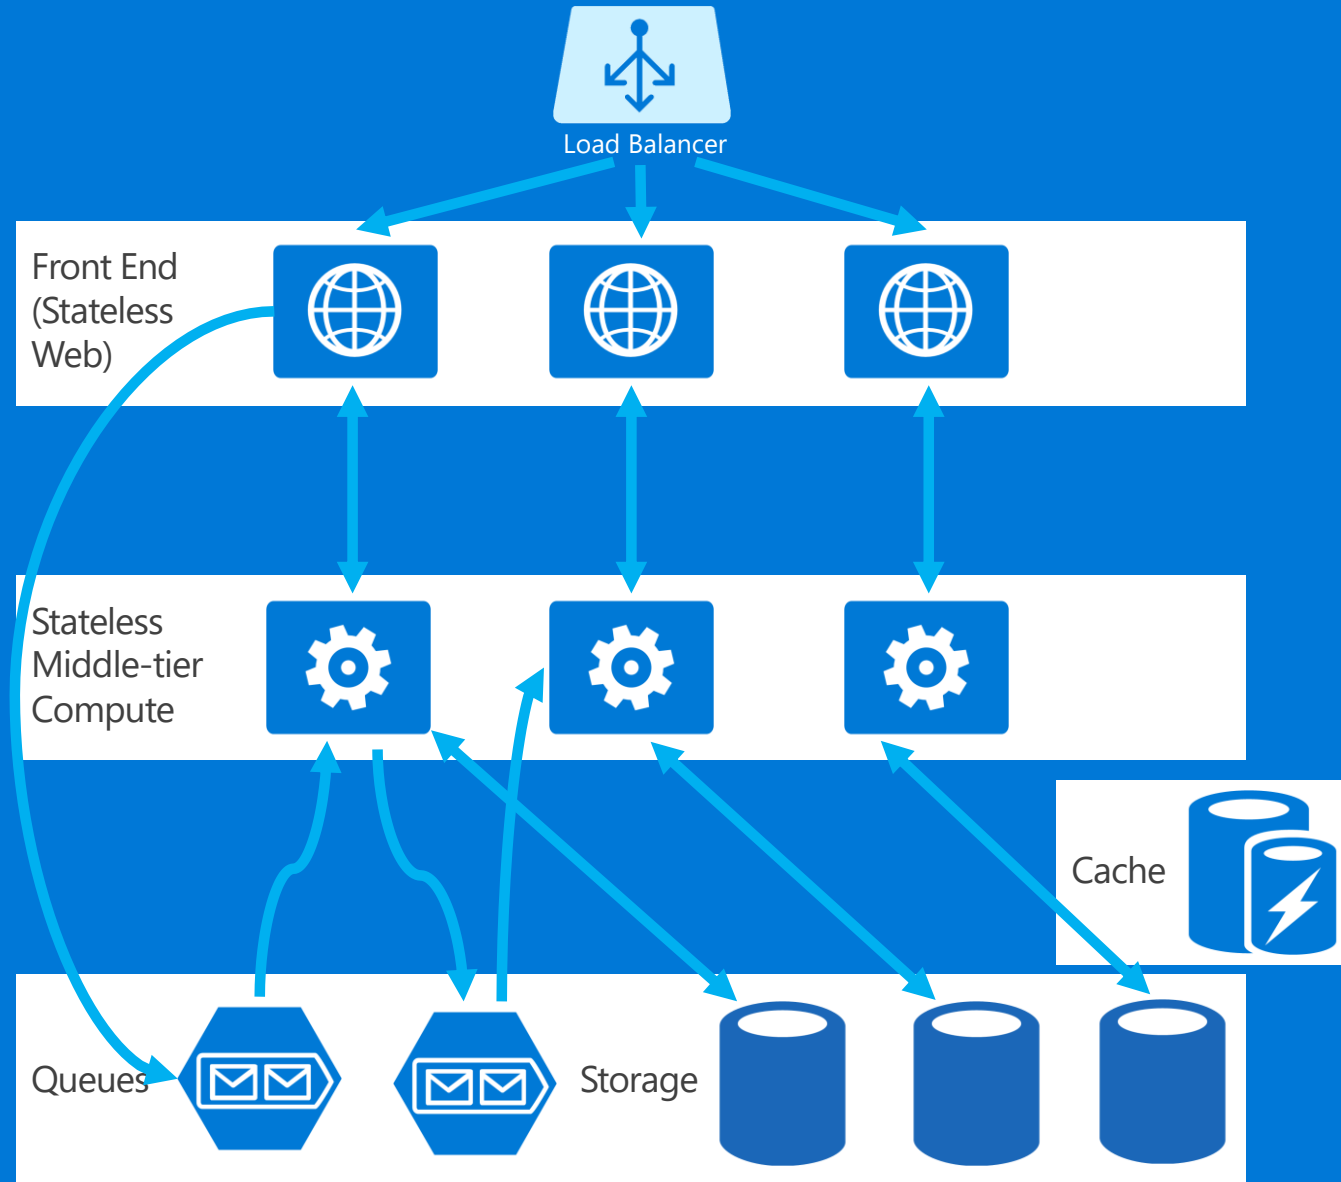 Load Balancer
Front End
(Stateless
Web)
Stateless
Middle-tier
Compute
Cache
Queues
Storage